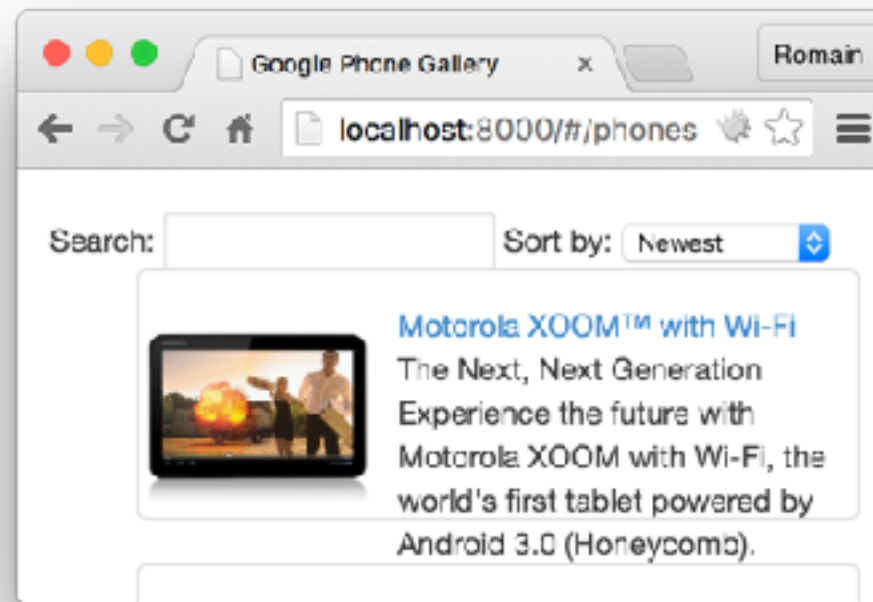 Google Phone Gallery
Romain
localhost:8000/#/phones
Search: Sort by: Newest
Motorola XOOM™ with Wi-Fi
The Next, Next Generation
Experience the future with
Motorola XOOM with Wi-Fi, the
world's first tablet powered by
Android 3.0 (Honeycomb).